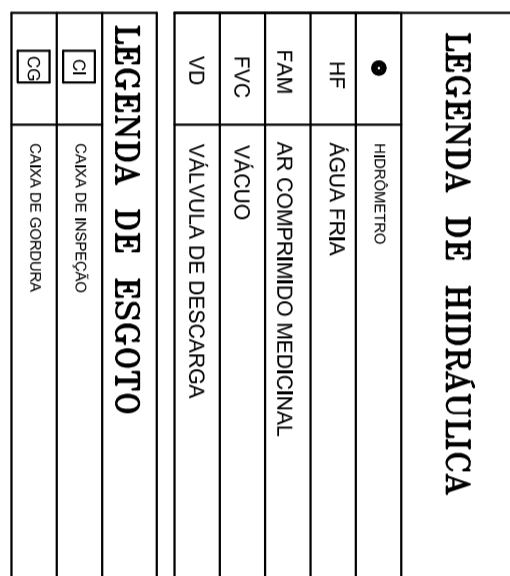 LEGENDA DE HIDRÁULICA
HIDRÔMETRO
HF ÁGUA FRIA
FAM AR COMPRIMIDO MEDICINAL
FVC VÁCUO
VD VÁLVULA DE DESCARGA
LEGENDA DE ESGOTO
CI CAIXA DE INSPEÇÃO
CG CAIXA DE GORDURA